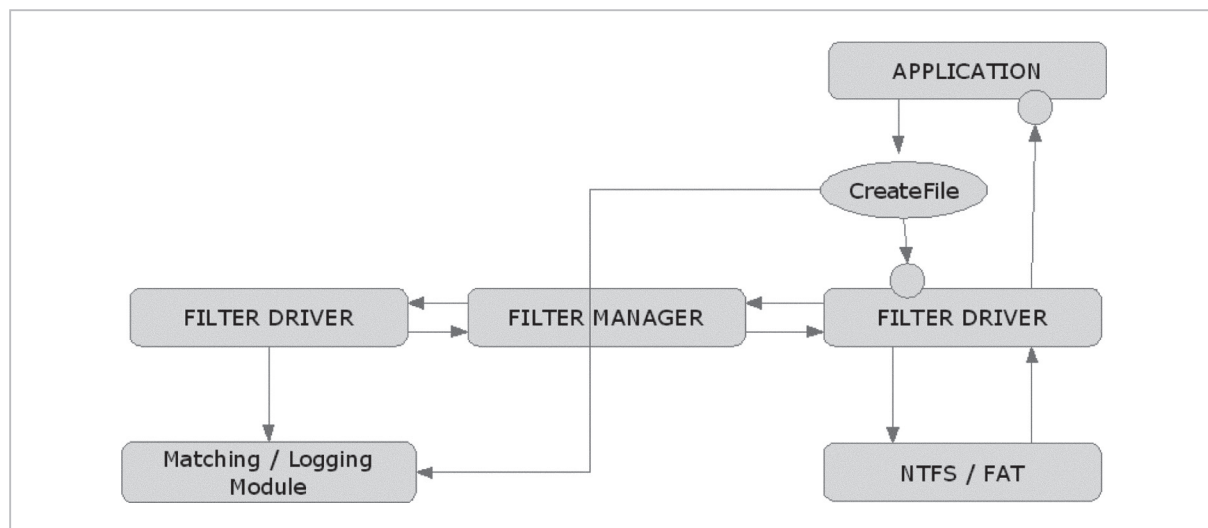 APPLICATION
CreateFile
FILTER DRIVER
FILTER MANAGER
FILTER DRIVER
Matching / Logging
Module
NTFS / FAT